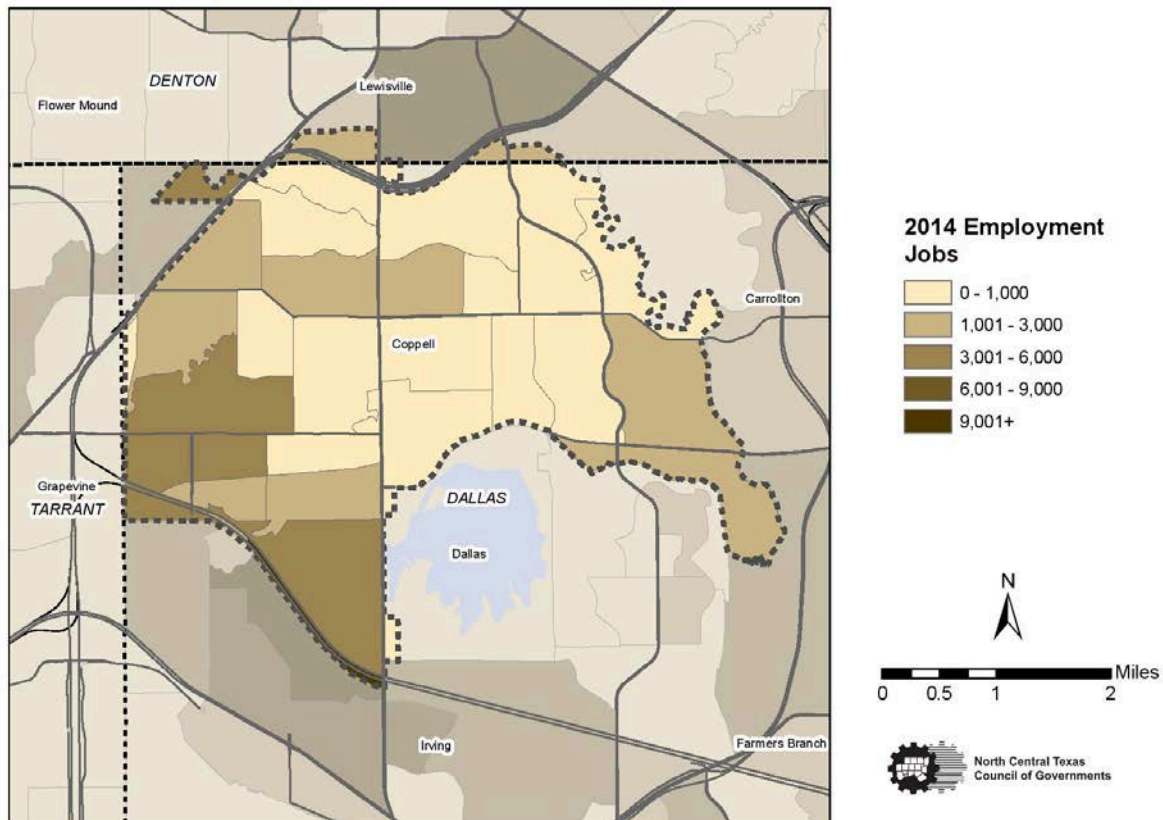 DENTON
Lewisville
Flower Mound
Carrollton
Coppell
Grapevine
TARRANT
DALLAS
Dallas
Irving
Farmers Branch
2014 Employment
Jobs
0 - 1,000
1,001 - 3,000
3,001 - 6,000
6,001 - 9,000
9,001+
N
Miles
0 0.5 1 2
North Central Texas
Council of Governments